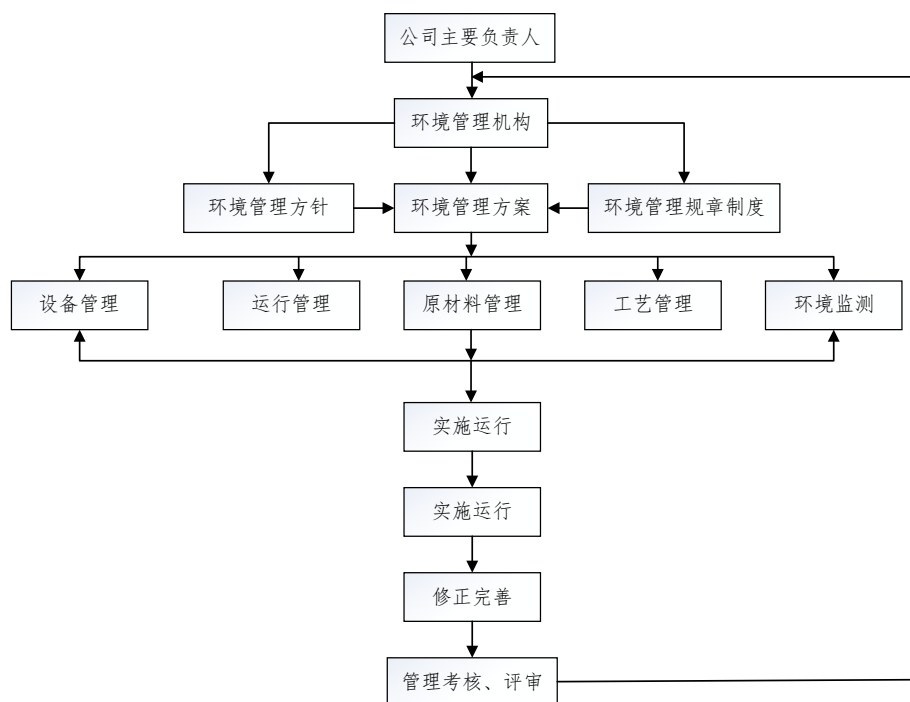 公司主要负责人
环境管理机构
环境管理方针
环境管理方案
环境管理规章制度
设备管理
运行管理
原材料管理
工艺管理
环境监测
实施运行
实施运行
修正完善
管理考核、评审